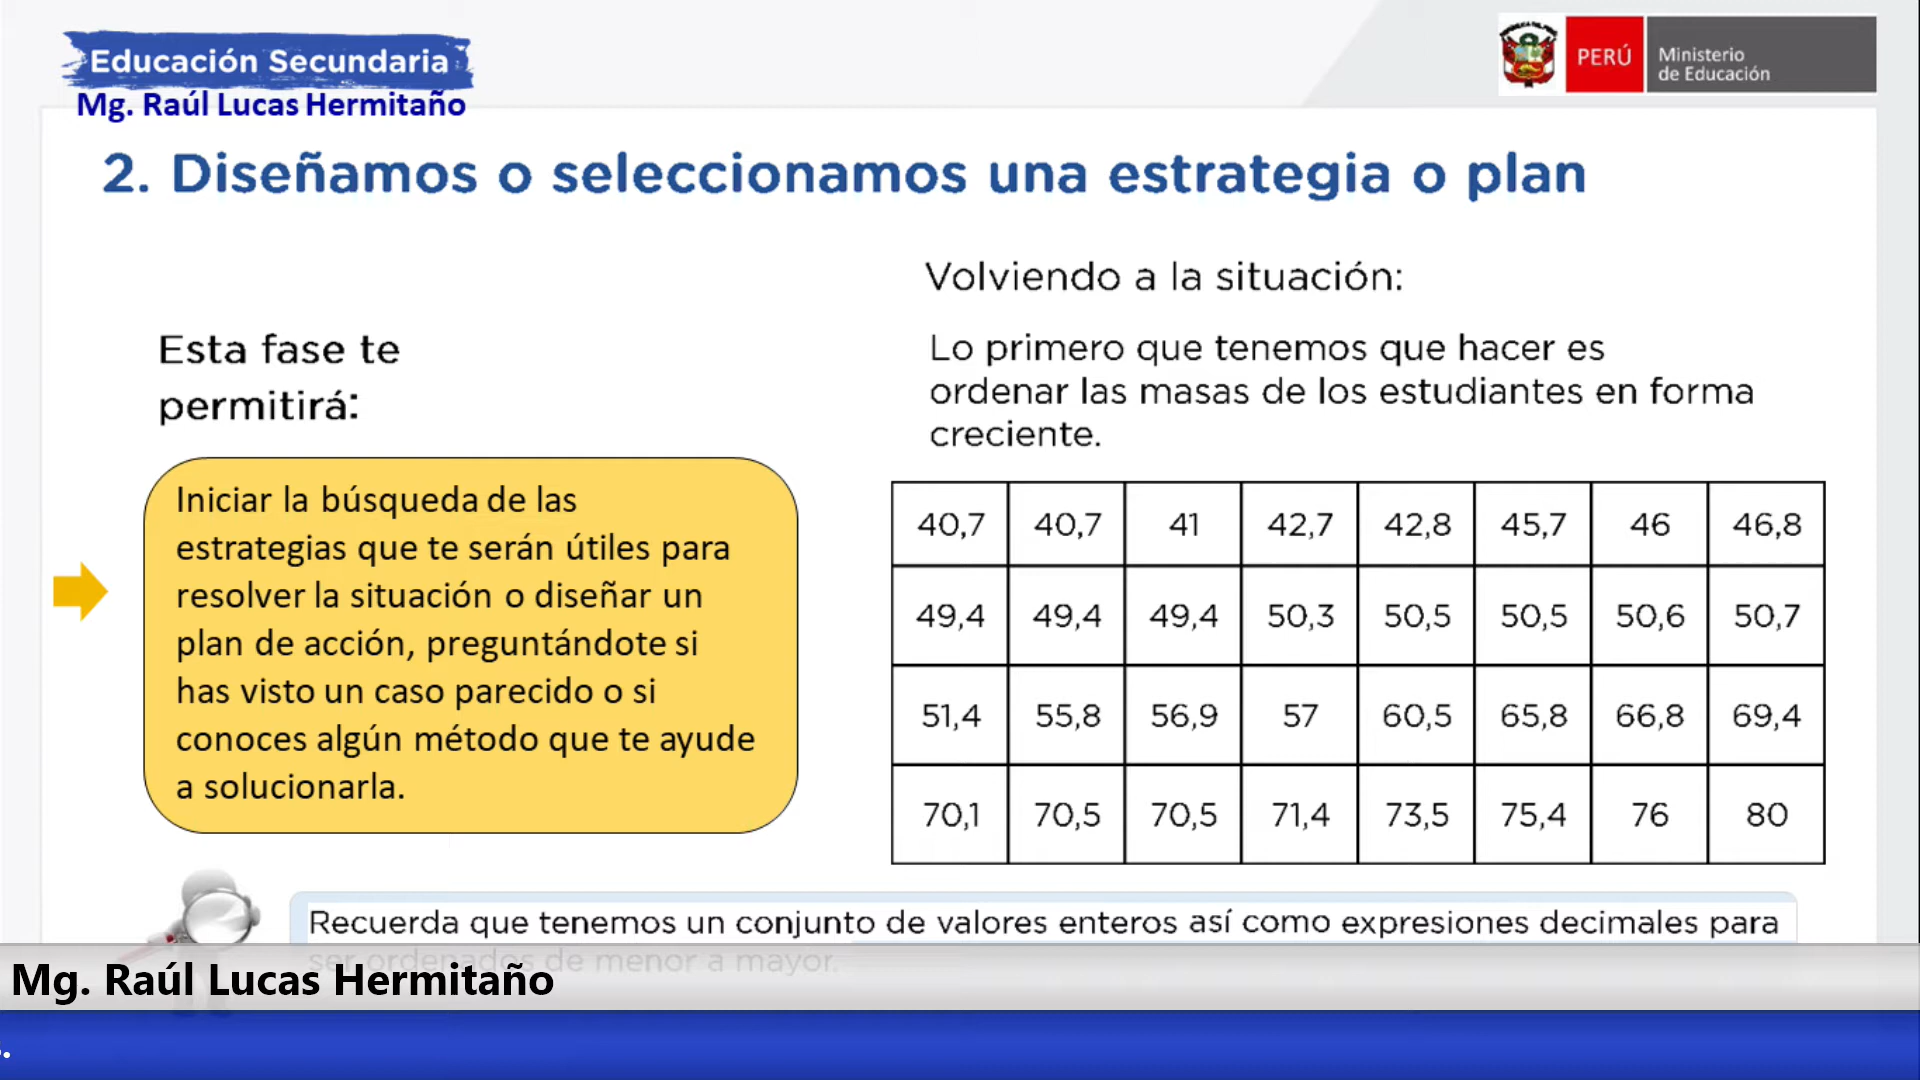 Educación Secundaria
Mg. Raúl Lucas Hermitaño
PERÚ
Ministerio
de Educación
2. Diseñamos o seleccionamos una estrategia o plan
Esta fase te
permitirá:
Iniciar la búsqueda de las
estrategias que te serán útiles para
resolver la situación o diseñar un
plan de acción, preguntándote si
has visto un caso parecido o si
conoces algún método que te ayude
a solucionarla.
Volviendo a la situación:
Lo primero que tenemos que hacer es
ordenar las masas de los estudiantes en forma
creciente.
40,7 40,7 41 42,7 42,8 45,7 46 46,8
49,4 49,4 49,4 50,3 50,5 50,5 50,6 50,7
51,4 55,8 56,9 57 60,5 65,8 66,8 69,4
70,1 70,5 70,5 71,4 73,5 75,4 76 80
Recuerda que tenemos un conjunto de valores enteros así como expresiones decimales para
ser ordenados de menor a mayor.
Mg. Raúl Lucas Hermitaño